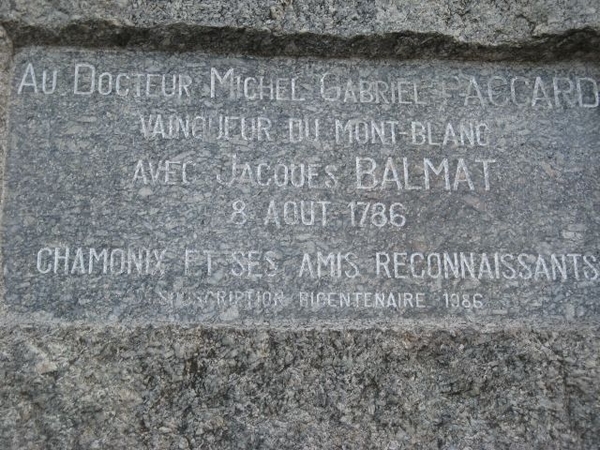 Au Docteur Michel Gabriel PACCARD
VAINQUEUR DU MONT-BLANC
AVEC JACQUES BALMAT
8 AOUT 1786
CHAMONIX ET SES AMIS RECONNAISSANTS
SOUSCRIPTION BICENTENAIRE 1986